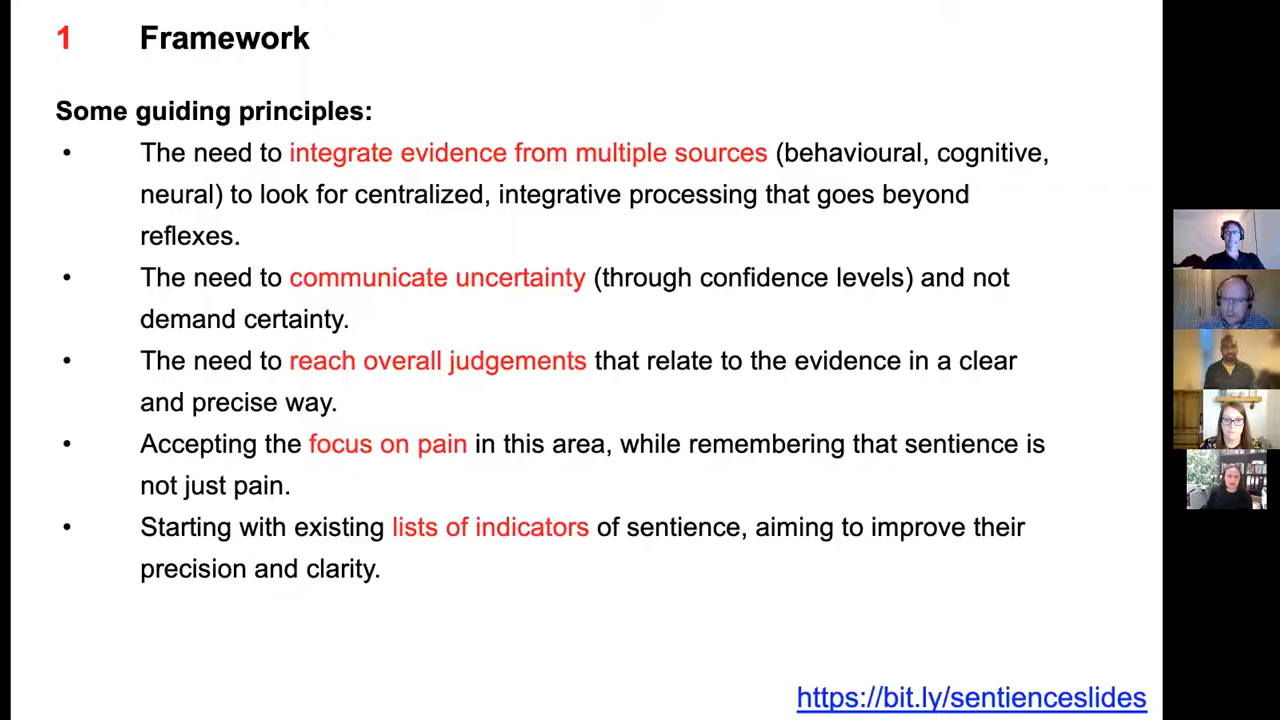 1 Framework
Some guiding principles:
• The need to integrate evidence from multiple sources (behavioural, cognitive,
neural) to look for centralized, integrative processing that goes beyond
reflexes.
• The need to communicate uncertainty (through confidence levels) and not
demand certainty.
• The need to reach overall judgements that relate to the evidence in a clear
and precise way.
• Accepting the focus on pain in this area, while remembering that sentience is
not just pain.
• Starting with existing lists of indicators of sentience, aiming to improve their
precision and clarity.
https://bit.ly/sentienceslides